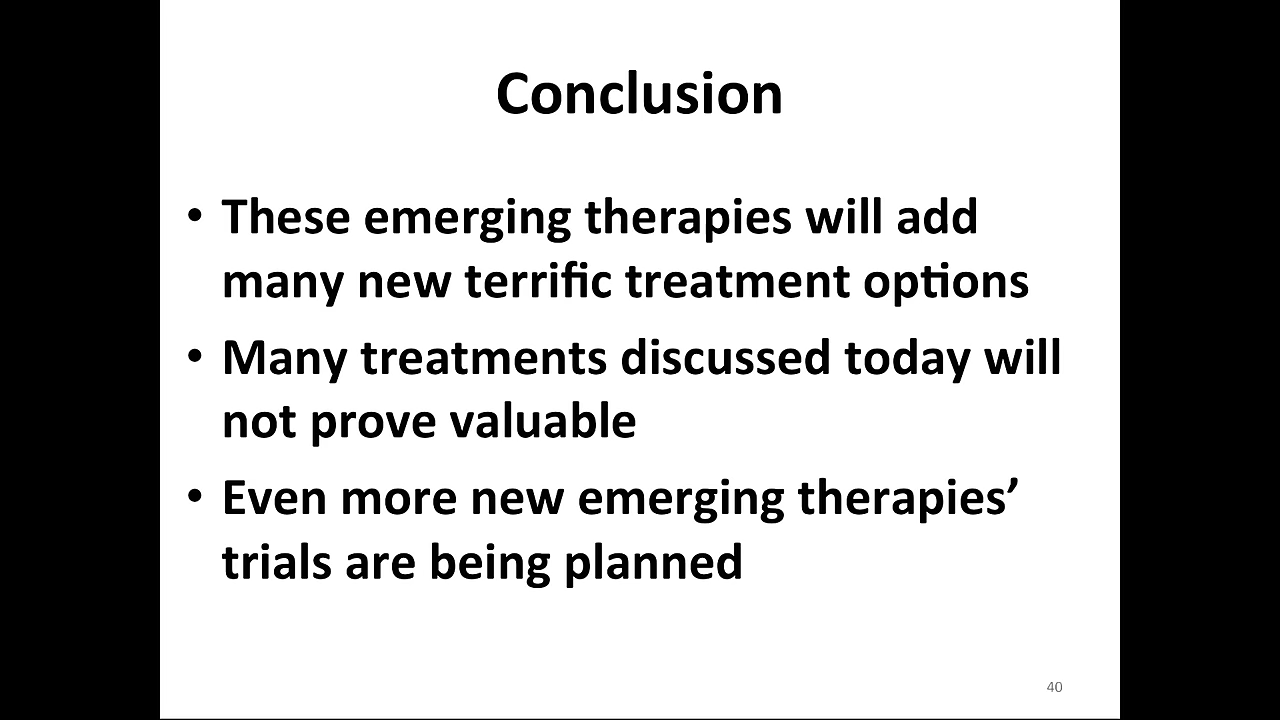 Conclusion
• These emerging therapies will add
many new terrific treatment options
• Many treatments discussed today will
not prove valuable
• Even more new emerging therapies’
trials are being planned
40